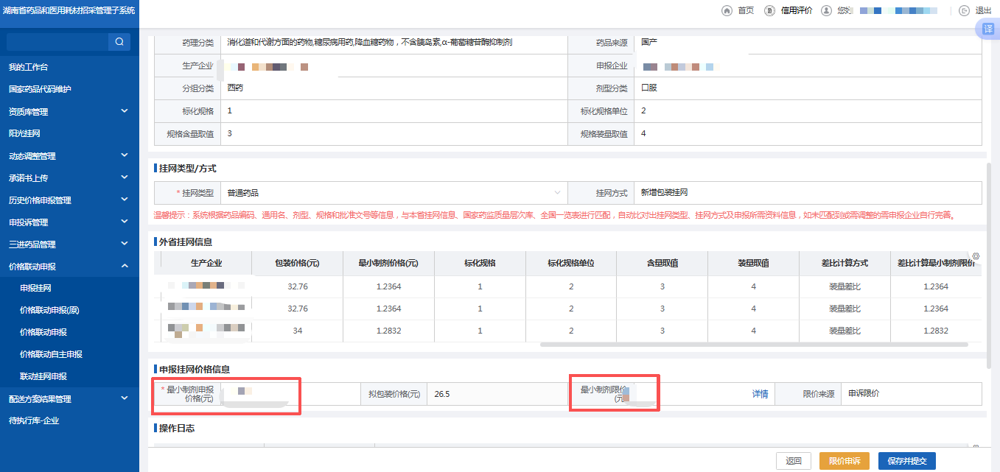 湖南省药品和医用耗材招采管理子系统
首页 信用评价 您好 退出
译
我的工作台
国家药品代码维护
资质库管理
阳光挂网
动态调整管理
承诺书上传
历史价格申报管理
申投诉管理
三进药品管理
价格联动申报
申报挂网
价格联动申报(原)
价格联动申报
价格联动自主申报
联动挂网申报
配送方案结果管理
待执行库-企业
药理分类 消化道和代谢方面的药物,糖尿病用药,降血糖药物，不含胰岛素,α-葡萄糖苷酶抑制剂 药品来源 国产
生产企业 申报企业
分组分类 西药 剂型分类 口服
标化规格 1 标化规格单位 2
规格含量取值 3 规格装量取值 4
挂网类型/方式
* 挂网类型 普通药品 挂网方式 新增包装挂网
温馨提示：系统根据药品编码、通用名、剂型、规格和批准文号等信息，与本省挂网信息、国家药监质量层次库、全国一览表进行匹配，自动比对出挂网类型、挂网方式及申报所需资料信息，如未匹配到或需调整的需申报企业自行完善。
外省挂网信息
生产企业 包装价格(元) 最小制剂价格(元) 标化规格 标化规格单位 含量取值 装量取值 差比计算方式 差比计算最小制剂限价
32.76 1.2364 1 2 3 4 装量差比 1.2364
32.76 1.2364 1 2 3 4 装量差比 1.2364
34 1.2832 1 2 3 4 装量差比 1.2832
申报挂网价格信息
* 最小制剂申报价格(元) 拟包装价格(元) 26.5 最小制剂限价(元 详情 限价来源 申诉限价
操作日志
返回 限价申诉 保存并提交